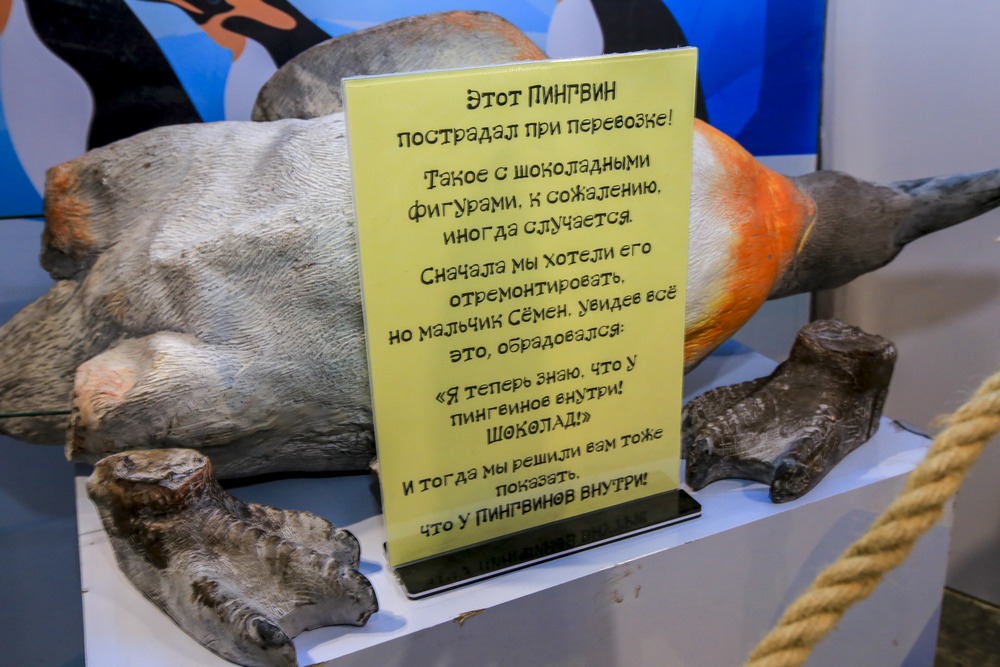 Этот ПИНГВИН
пострадал при перевозке!
Такое с шоколадными
фигурами, к сожалению,
иногда случается.
Сначала мы хотели его
отремонтировать,
но мальчик Сёмен, увидев всё
это, обрадовался:
«Я теперь знаю, что у
пингвинов внутри!
ШОКОЛАД!»
И тогда мы решили вам тоже
показать,
что у ПИНГВИНОВ ВНУТРИ!